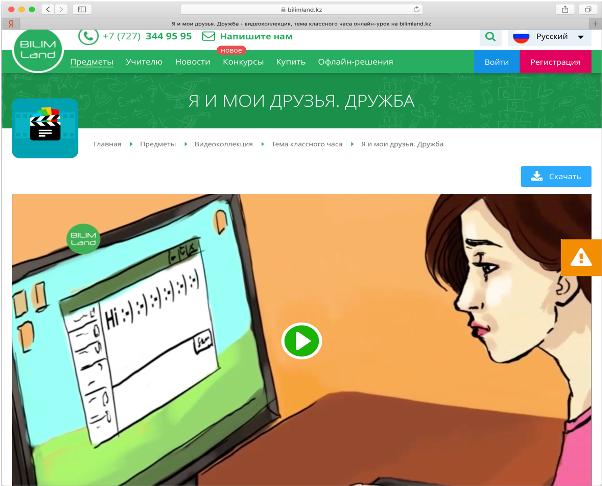 bilimland.kz
Я и мои друзья. Дружба - видеоколлекция, тема классного часа онлайн-урок на bilimland.kz
BILIM
Land
+7 (727) 344 95 95
Напишите нам
Русский
новое
Предметы Учителю Новости Конкурсы Купить Офлайн-решения
Войти
Регистрация
Я И МОИ ДРУЗЬЯ. ДРУЖБА
Главная Предметы Видеоколлекция Тема классного часа Я и мои друзья. Дружба
Скачать
BILIM
Land
Hi :-) :-) :-) :-) :-) :-)